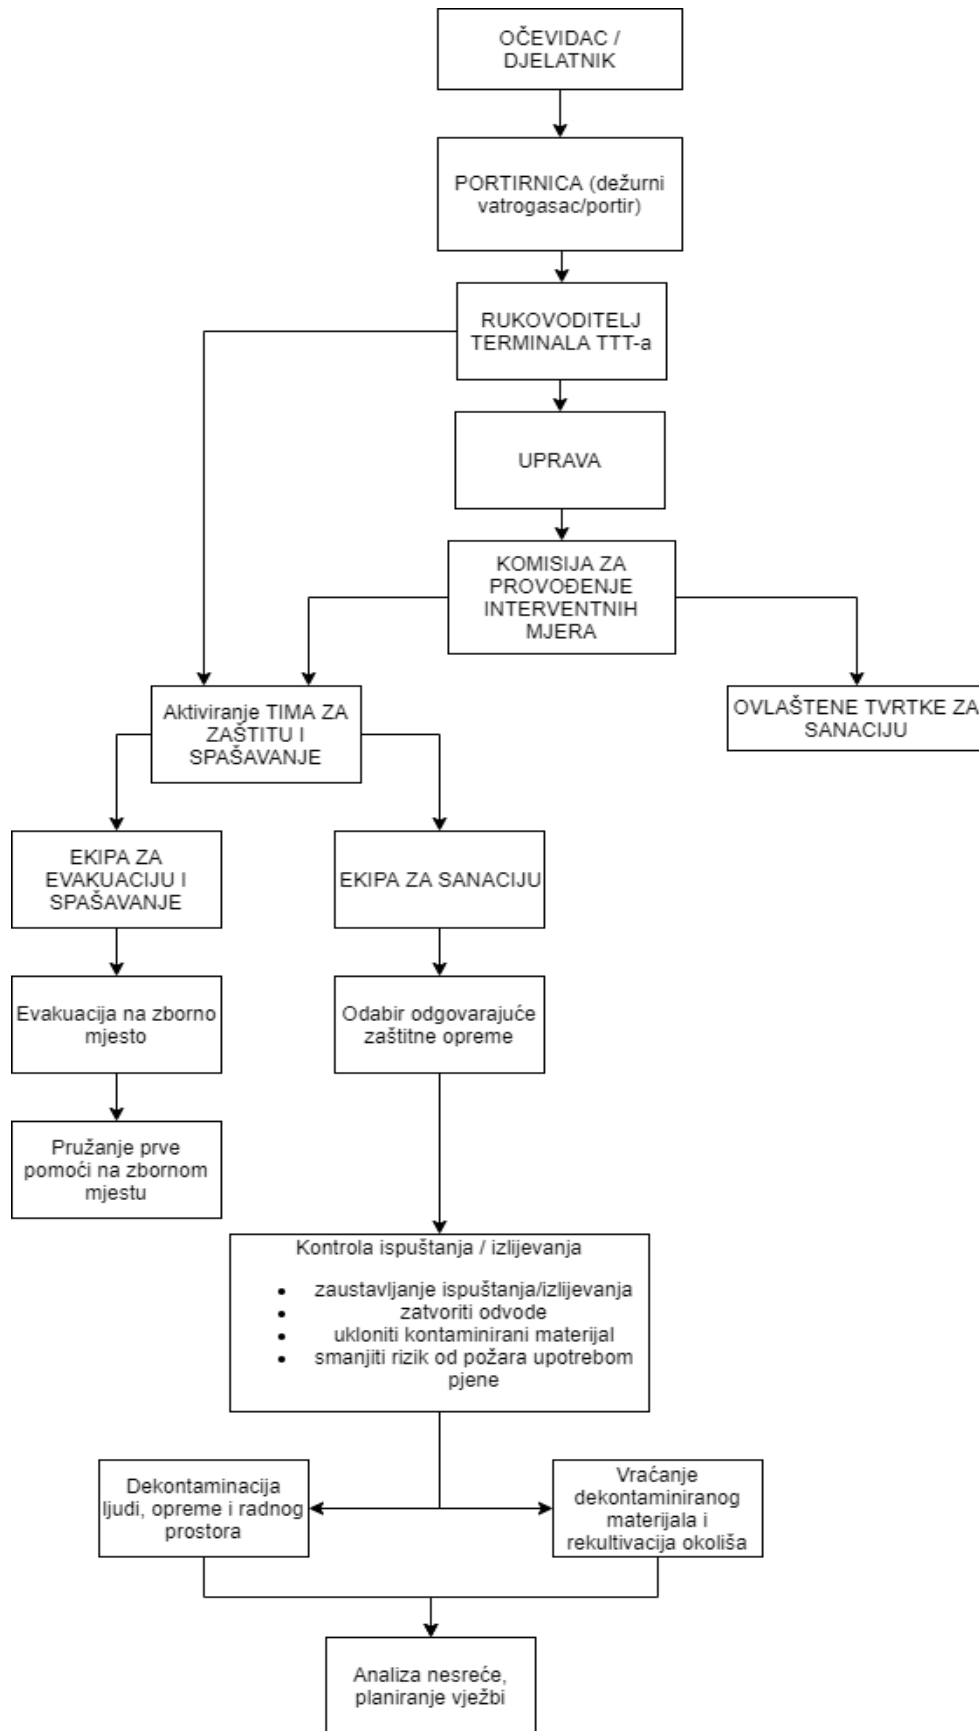 OČEVIDAC /
DJELATNIK
PORTIRNICA (dežurni
vatrogasac/portir)
RUKOVODITELJ
TERMINALA TTT-a
UPRAVA
KOMISIJA ZA
PROVOĐENJE
INTERVENTNIH
MJERA
Aktiviranje TIMA ZA
ZAŠTITU I
SPAŠAVANJE
OVLAŠTENE TVRTKE ZA
SANACIJU
EKIPA ZA
EVAKUACIJU I
SPAŠAVANJE
EKIPA ZA SANACIJU
Evakuacija na zborno
mjesto
Odabir odgovarajuće
zaštitne opreme
Pružanje prve
pomoći na zbornom
mjestu
Kontrola ispuštanja / izlijevanja
• zaustavljanje ispuštanja/izlijevanja
• zatvoriti odvode
• ukloniti kontaminirani materijal
• smanjiti rizik od požara upotrebom
pjene
Dekontaminacija
ljudi, opreme i radnog
prostora
Vraćanje
dekontaminiranog
materijala i
rekultivacija okoliša
Analiza nesreće,
planiranje vježbi